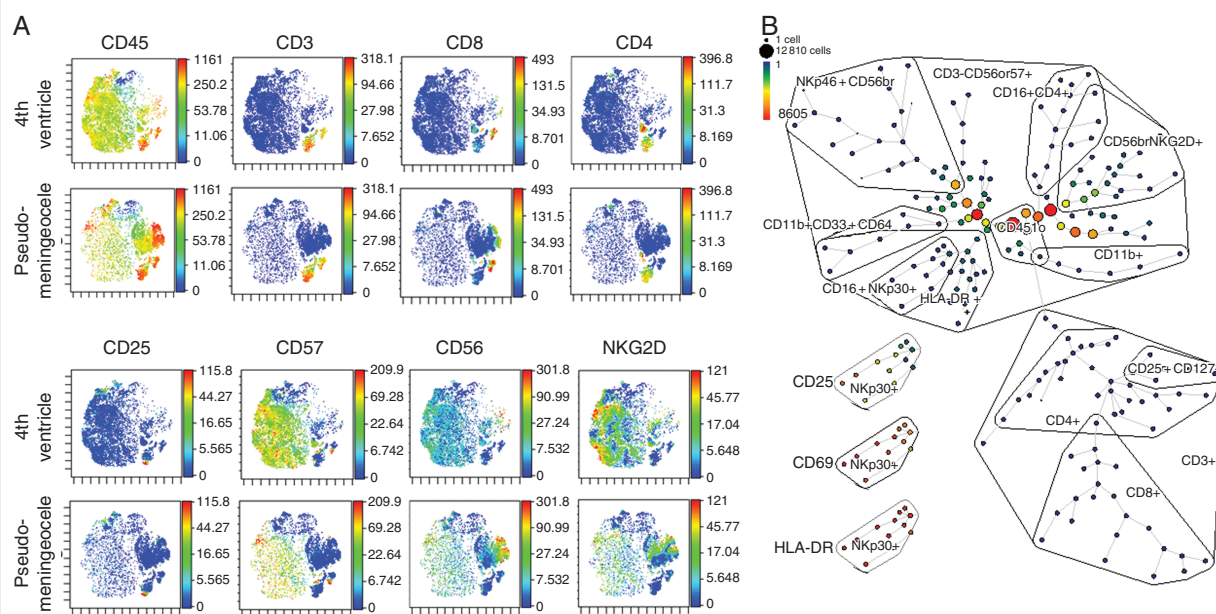 A
CD45
CD3
CD8
CD4
4th
ventricle
1161
250.2
53.78
11.06
0
318.1
94.66
27.28
7.652
0
493
131.5
34.3
8.701
0
396.8
111.7
31.3
8.169
0
Pseudo-
meningeocele
1161
250.2
53.78
11.06
0
318.1
94.66
27.28
7.652
0
493
131.5
34.3
8.701
0
396.8
111.7
31.3
8.169
0
CD25
CD57
CD56
NKG2D
4th
ventricle
115.8
44.27
16.65
5.565
0
209.9
69.28
22.34
6.742
0
301.8
90.99
27.24
7.532
0
121
45.77
17.04
5.648
0
Pseudo-
meningeocele
115.8
44.27
16.65
5.565
0
209.9
69.28
22.34
6.742
0
301.8
90.99
27.24
7.532
0
121
45.77
17.04
5.648
0
B
1 cell
12 810 cells
1
8605
NKp46+CD56br
CD3-CD56or57+
CD16+CD4+
CD56brNKG2D+
CD11b+CD33+CD64
CD451o
CD11b+
CD16+NKp30+
HLA-DR +
CD25
NKp30+
CD69
NKp30+
HLA-DR
NKp30+
CD25+CD127
CD4+
CD3+
CD8+